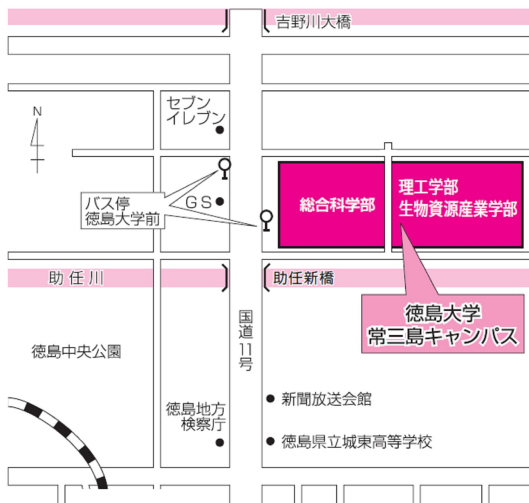 吉野川大橋
セブン
イレブン
N
バス停
徳島大学前
GS
総合科学部
理工学部
生物資源産業学部
助任川
助任新橋
徳島大学
常三島キャンパス
国道11号
徳島中央公園
新聞放送会館
徳島地方
検察庁
徳島県立城東高等学校